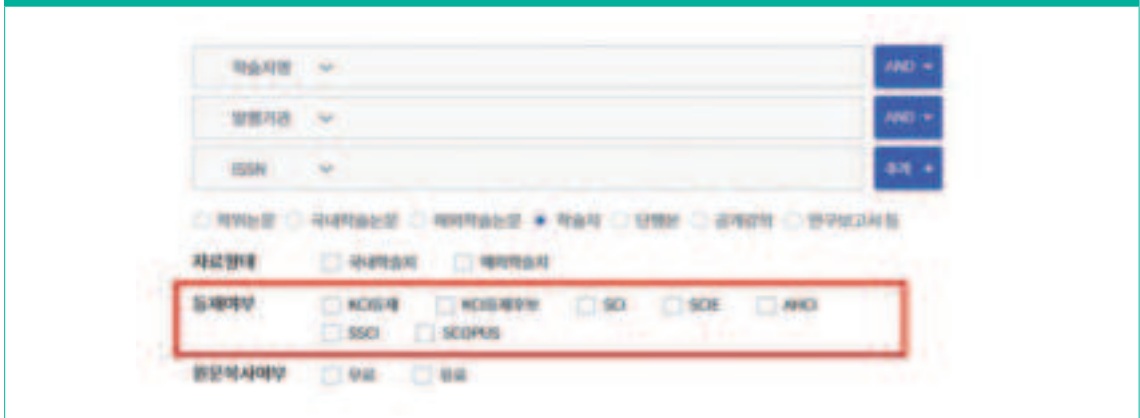 학술지명 AND
발행기관 AND
ISSN 추가 +
학위논문 국내학술논문 해외학술논문 학술지 단행본 공개강의 연구보고서 등
자료형태 국내학술지 해외학술지
등재여부 KCI등재 KCI등재후보 SCI SCIE AHCI
SSCI SCOPUS
원문복사여부 무료 유료